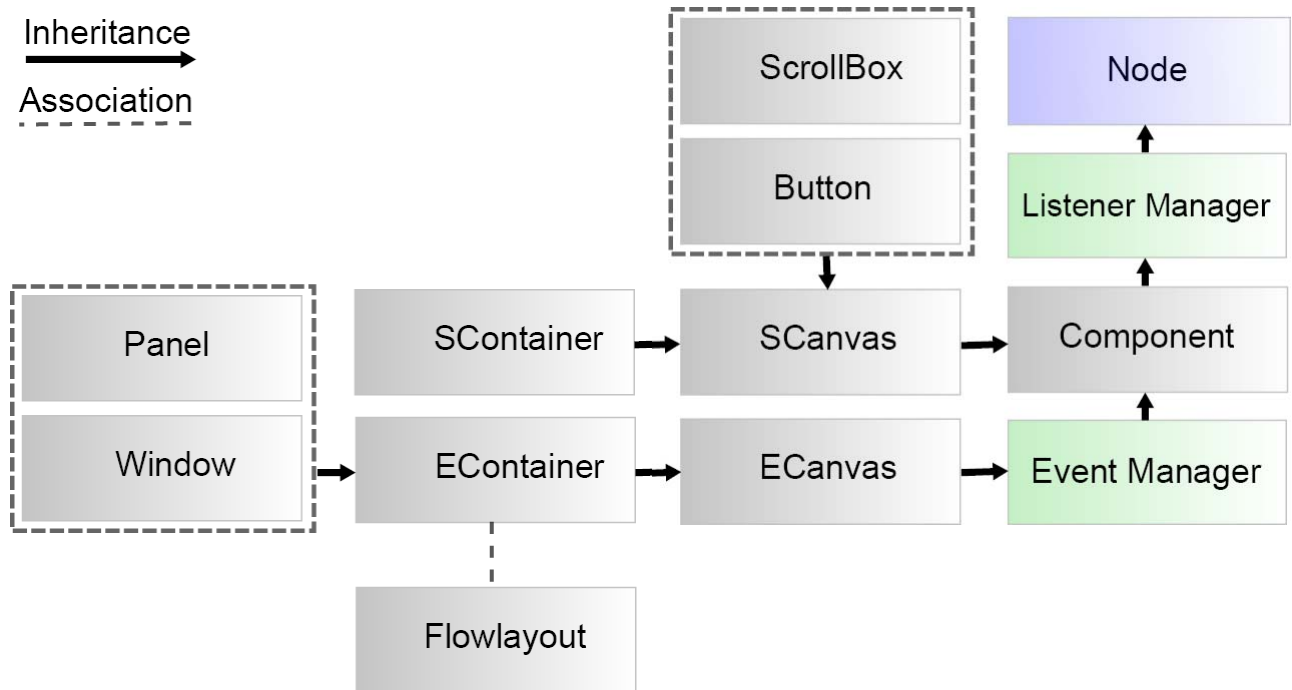 Inheritance
Association
ScrollBox
Node
Button
Listener Manager
Panel
SContainer
SCanvas
Component
Window
EContainer
ECanvas
Event Manager
Flowlayout